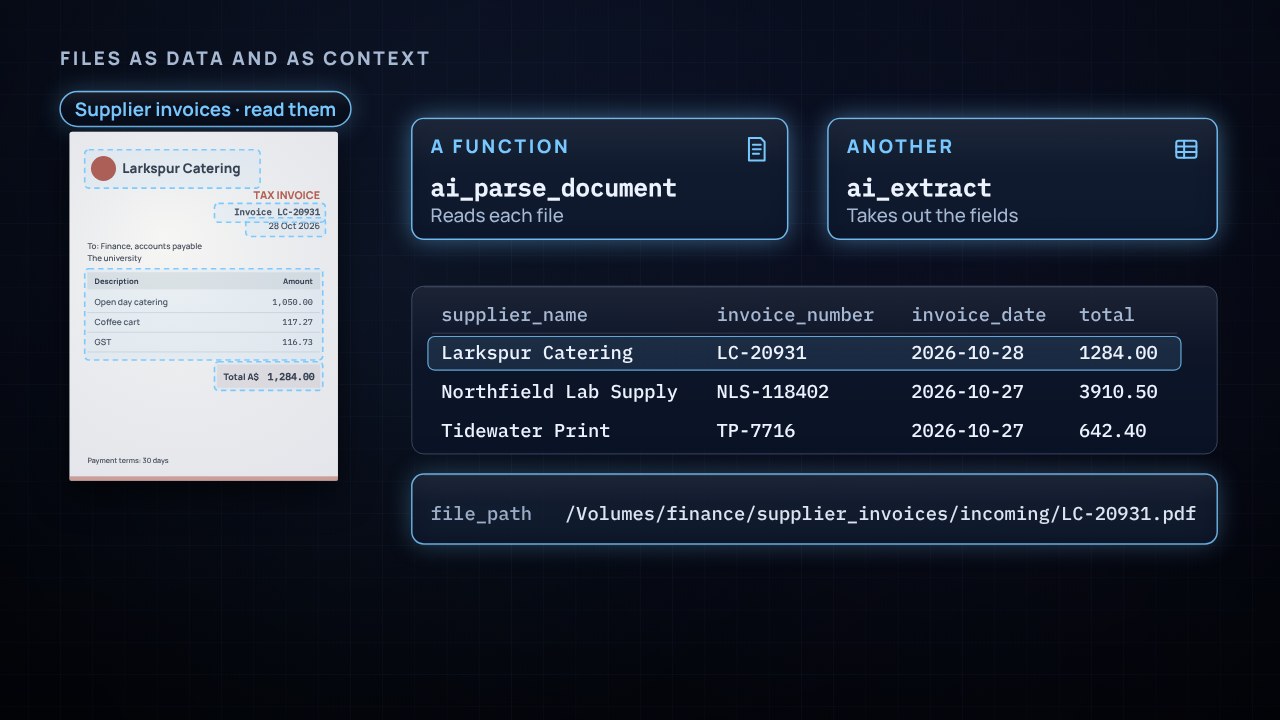 FILES AS DATA AND AS CONTEXT
Supplier invoices · read them
Larkspur Catering
TAX INVOICE
Invoice LC-20931
28 Oct 2026
To: Finance, accounts payable
The university
Description Amount
Open day catering 1,050.00
Coffee cart 117.27
GST 116.73
Total A$ 1,284.00
Payment terms: 30 days
A FUNCTION
ai_parse_document
Reads each file
ANOTHER
ai_extract
Takes out the fields
supplier_name invoice_number invoice_date total
Larkspur Catering LC-20931 2026-10-28 1284.00
Northfield Lab Supply NLS-118402 2026-10-27 3910.50
Tidewater Print TP-7716 2026-10-27 642.40
file_path /Volumes/finance/supplier_invoices/incoming/LC-20931.pdf